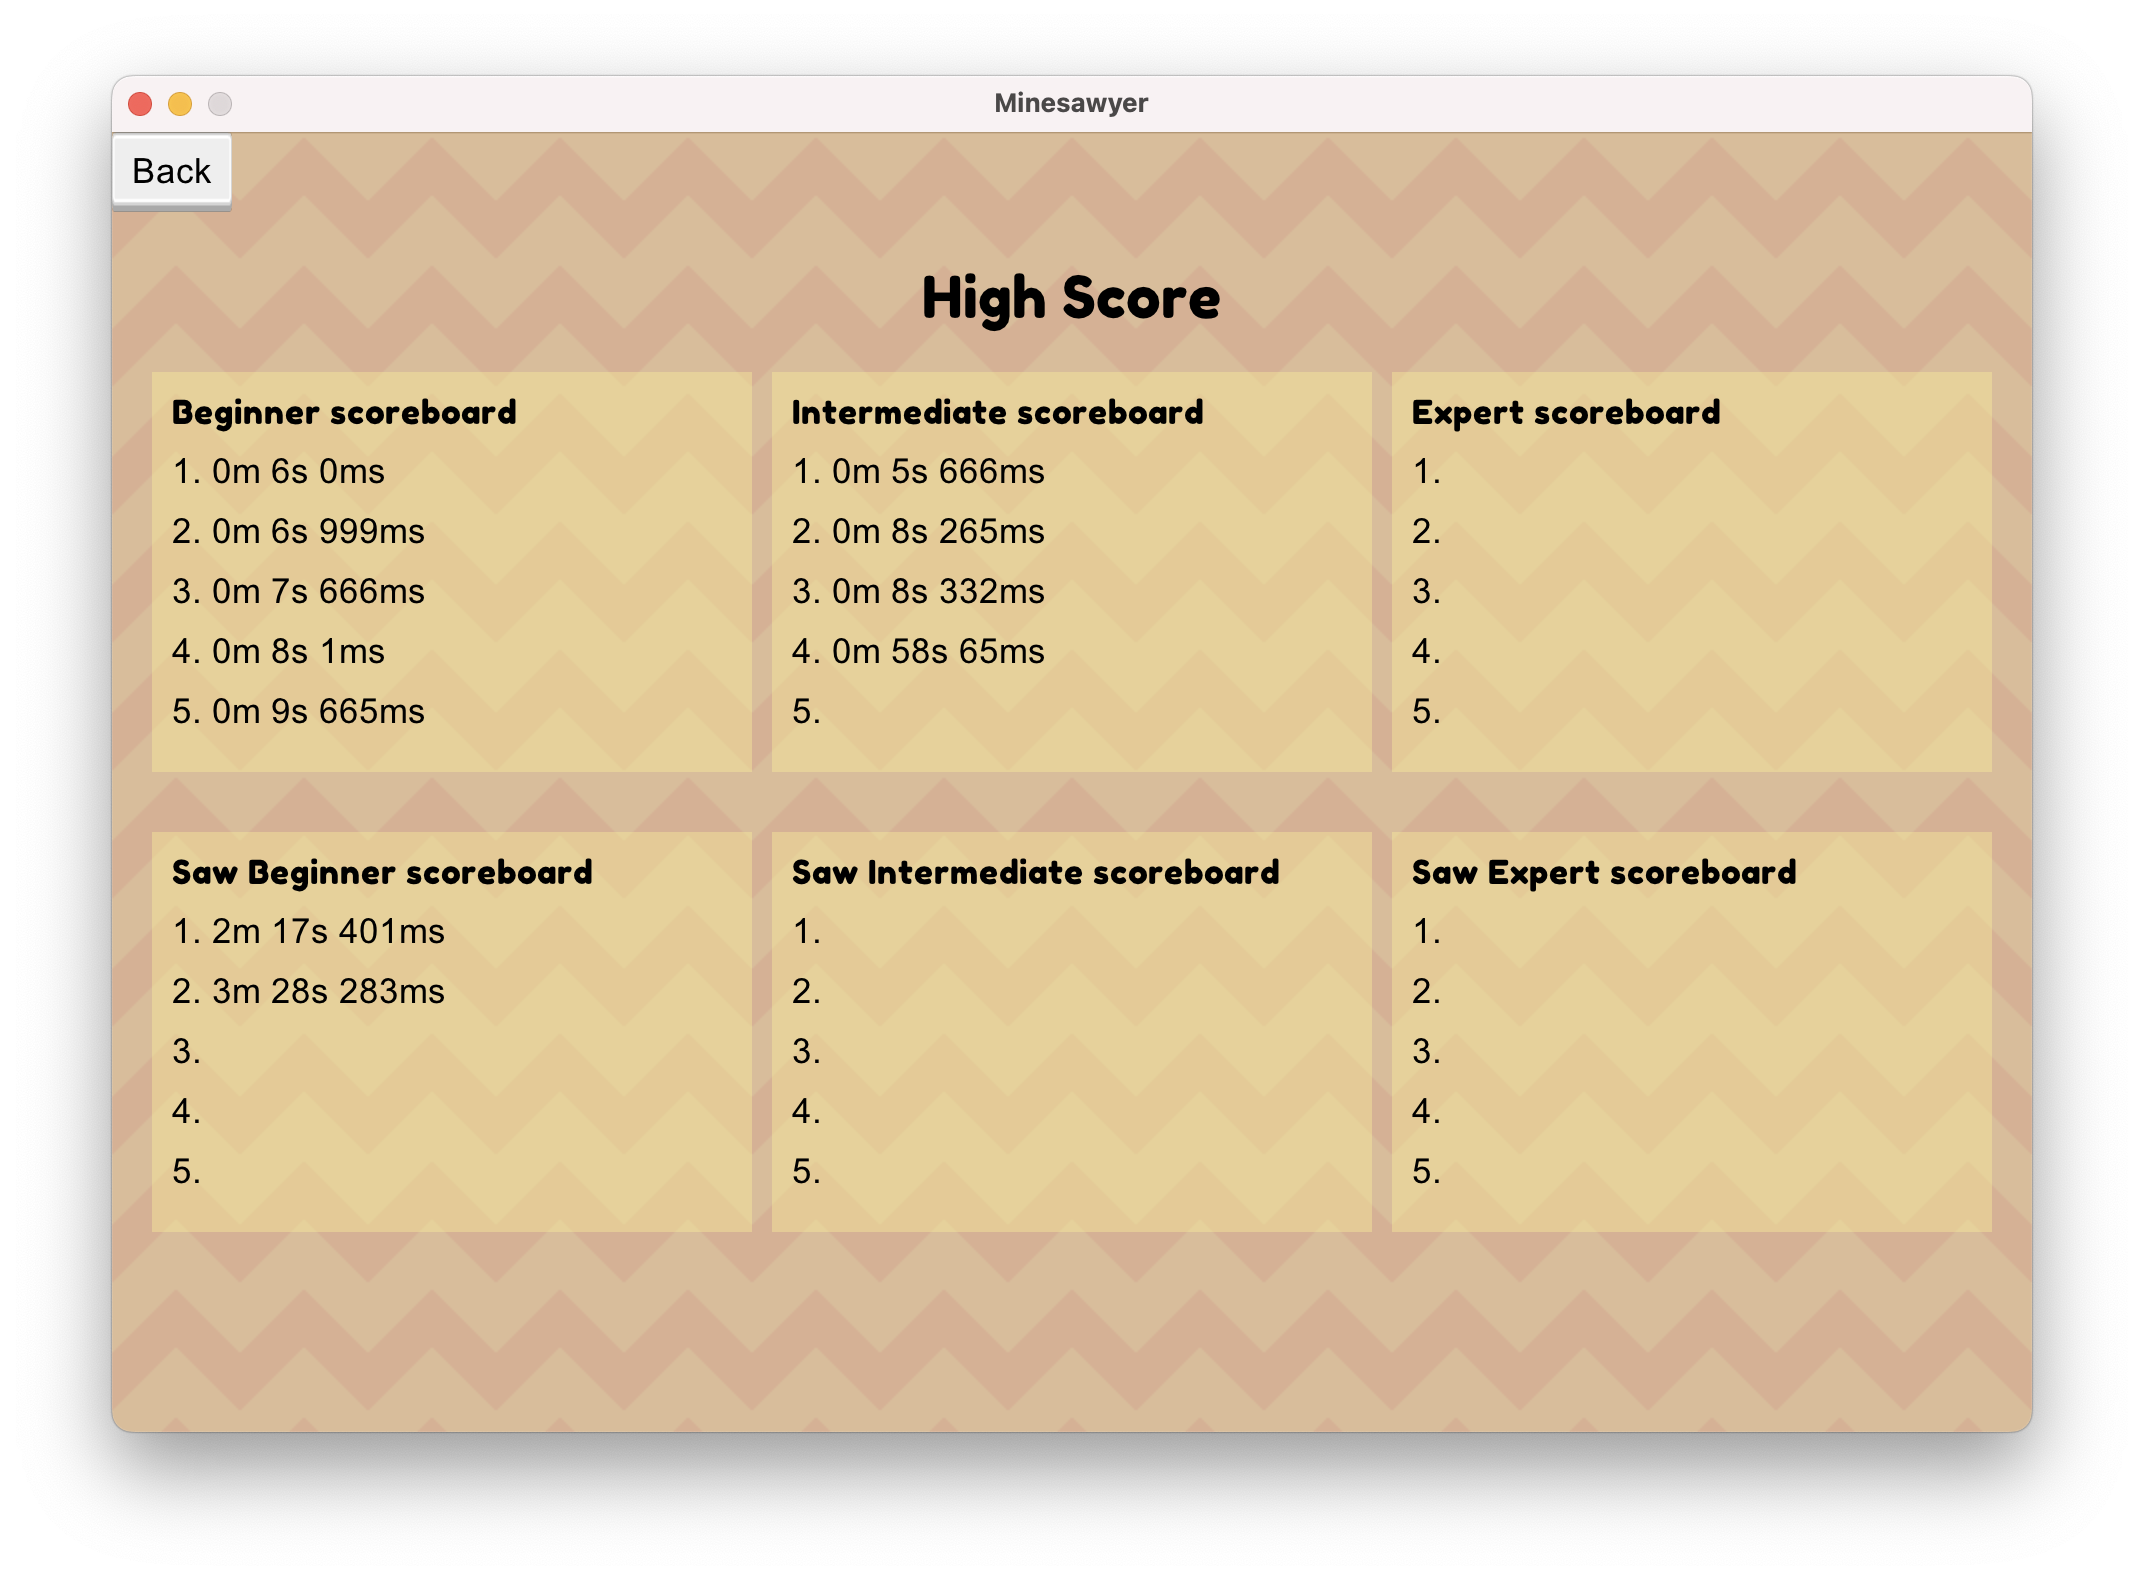 Minesawyer
Back
High Score
Beginner scoreboard
1. 0m 6s 0ms
2. 0m 6s 999ms
3. 0m 7s 666ms
4. 0m 8s 1ms
5. 0m 9s 665ms
Intermediate scoreboard
1. 0m 5s 666ms
2. 0m 8s 265ms
3. 0m 8s 332ms
4. 0m 58s 65ms
5.
Expert scoreboard
1.
2.
3.
4.
5.
Saw Beginner scoreboard
1. 2m 17s 401ms
2. 3m 28s 283ms
3.
4.
5.
Saw Intermediate scoreboard
1.
2.
3.
4.
5.
Saw Expert scoreboard
1.
2.
3.
4.
5.